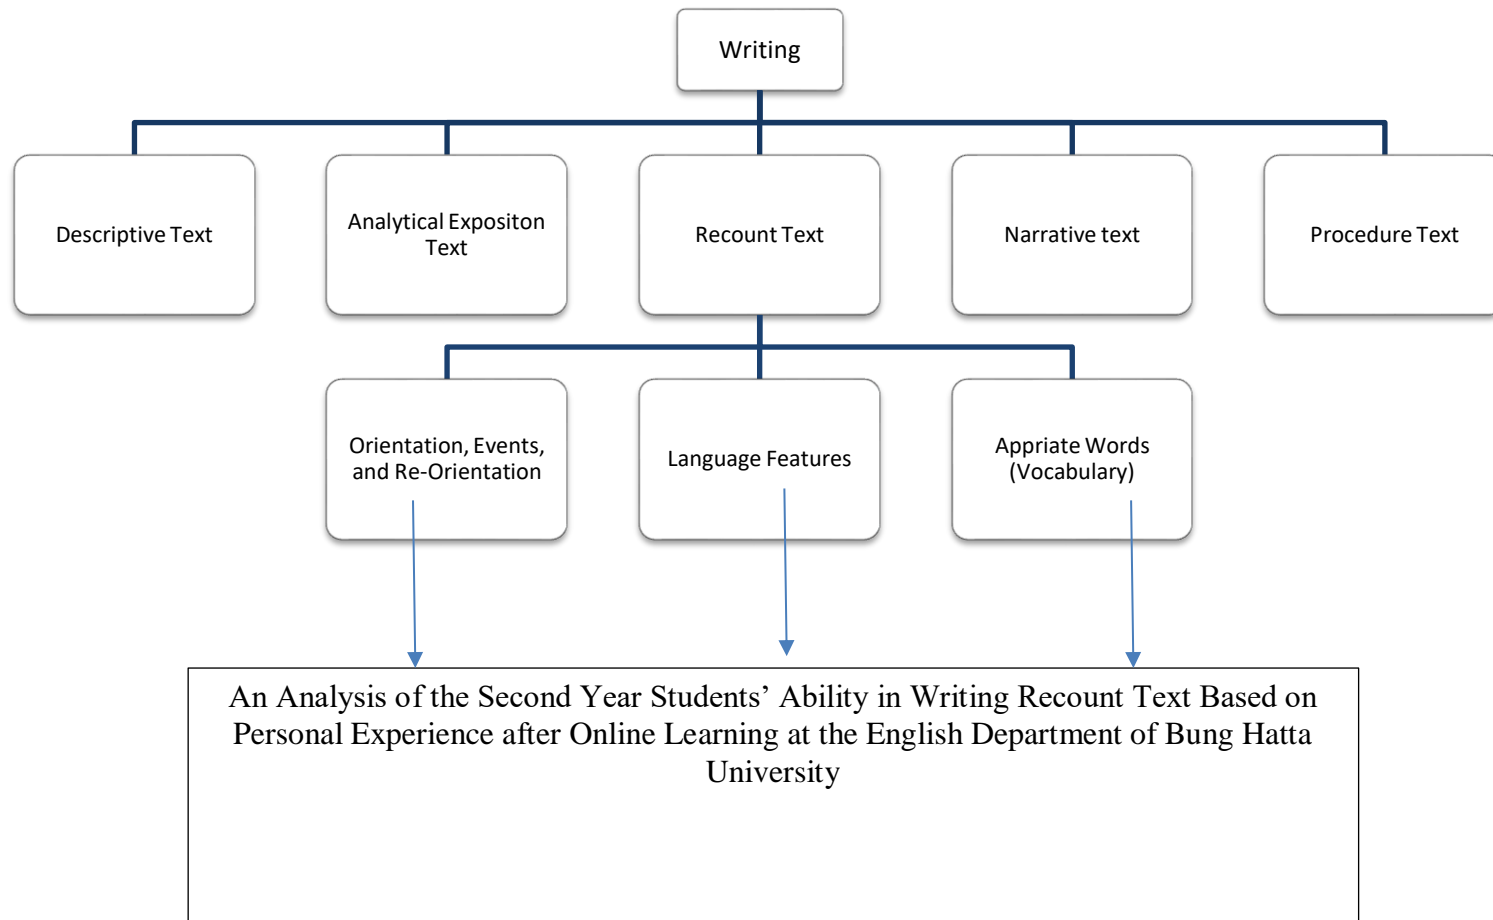 Writing
Descriptive Text
Analytical Expositon
Text
Recount Text
Narrative text
Procedure Text
Orientation, Events,
and Re-Orientation
Language Features
Appriate Words
(Vocabulary)
An Analysis of the Second Year Students’ Ability in Writing Recount Text Based on
Personal Experience after Online Learning at the English Department of Bung Hatta
University